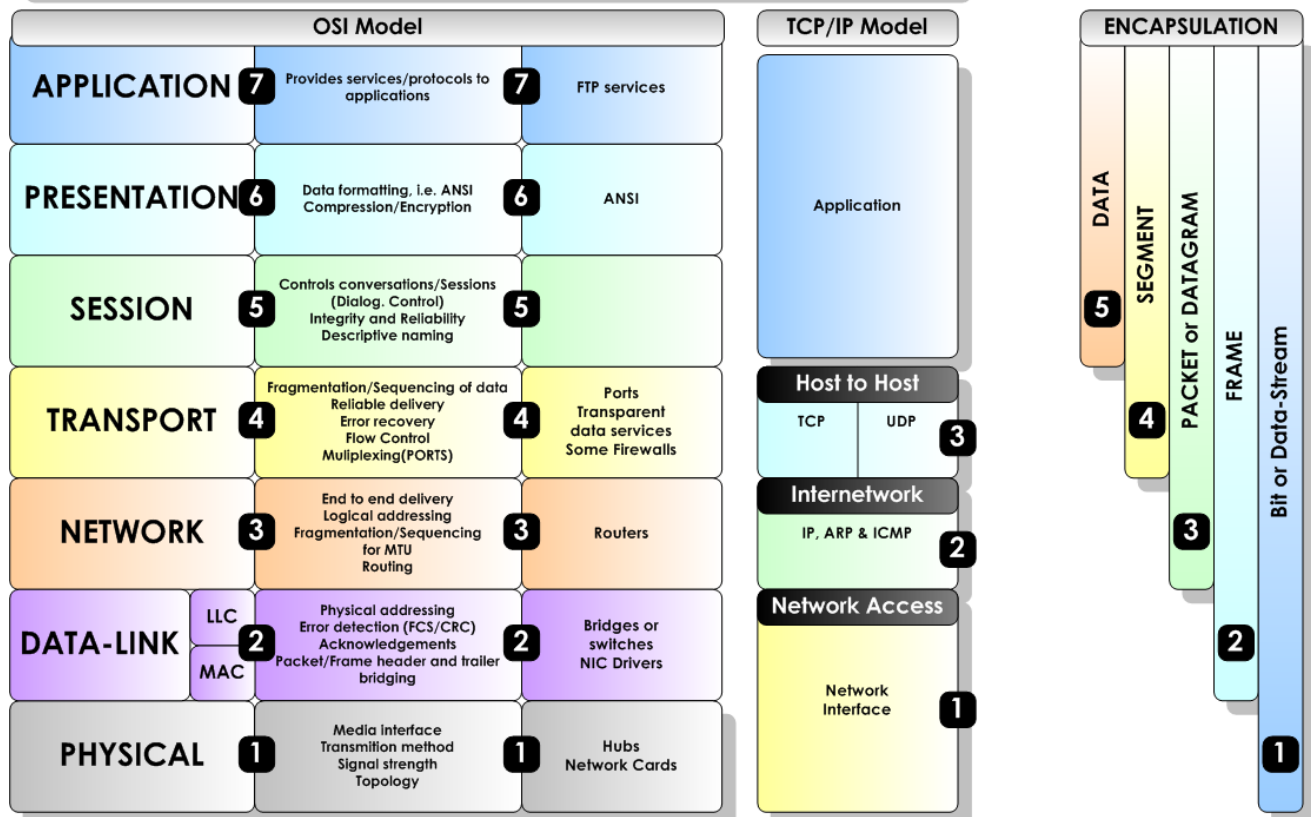 OSI Model
APPLICATION
7
Provides services/protocols to
applications
7
FTP services
PRESENTATION
6
Data formatting, i.e. ANSI
Compression/Encryption
6
ANSI
SESSION
5
Controls conversations/Sessions
(Dialog. Control)
Integrity and Reliability
Descriptive naming
5
TRANSPORT
4
Fragmentation/Sequencing of data
Reliable delivery
Error recovery
Flow Control
Muliplexing(PORTS)
4
Ports
Transparent
data services
Some Firewalls
NETWORK
3
End to end delivery
Logical addressing
Fragmentation/Sequencing
for MTU
Routing
3
Routers
DATA-LINK
LLC
MAC
2
Physical addressing
Error detection (FCS/CRC)
Acknowledgements
Packet/Frame header and trailer
bridging
2
Bridges or
switches
NIC Drivers
PHYSICAL
1
Media interface
Transmition method
Signal strength
Topology
1
Hubs
Network Cards
TCP/IP Model
Application
Host to Host
TCP
UDP
3
Internetwork
IP, ARP & ICMP
2
Network Access
Network
Interface
1
ENCAPSULATION
DATA
5
SEGMENT
4
PACKET or DATAGRAM
3
FRAME
2
Bit or Data-Stream
1